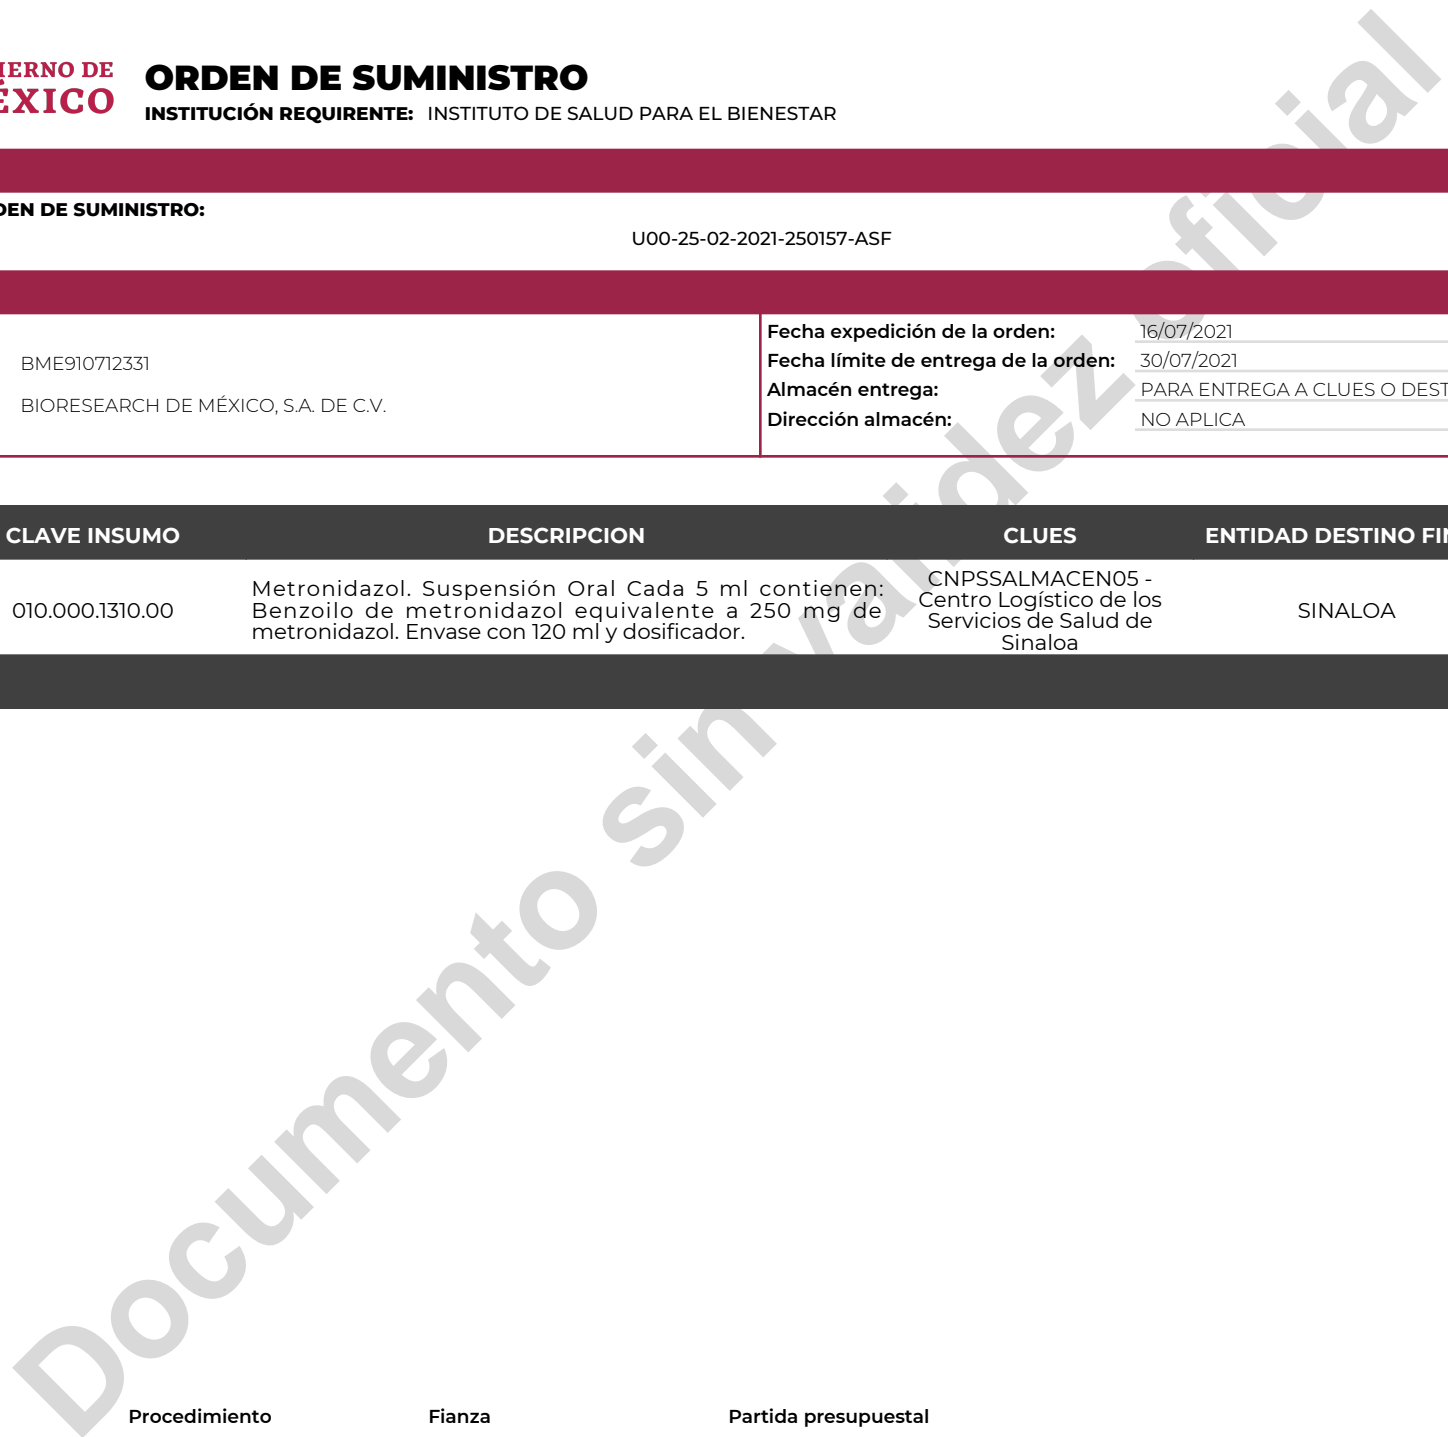 IERNO DE
ÉXICO
ORDEN DE SUMINISTRO
INSTITUCIÓN REQUIRENTE: INSTITUTO DE SALUD PARA EL BIENESTAR
DEN DE SUMINISTRO:
U00-25-02-2021-250157-ASF
BME910712331
BIORESEARCH DE MÉXICO, S.A. DE C.V.
Fecha expedición de la orden: 16/07/2021
Fecha límite de entrega de la orden: 30/07/2021
Almacén entrega: PARA ENTREGA A CLUES O DEST
Dirección almacén: NO APLICA
CLAVE INSUMO DESCRIPCION CLUES ENTIDAD DESTINO FIN
010.000.1310.00
Metronidazol. Suspensión Oral Cada 5 ml contienen:
Benzoilo de metronidazol equivalente a 250 mg de
metronidazol. Envase con 120 ml y dosificador.
CNPSSALMACEN05 -
Centro Logístico de los
Servicios de Salud de
Sinaloa
SINALOA
Documento sin validez oficial
Procedimiento Fianza Partida presupuestal